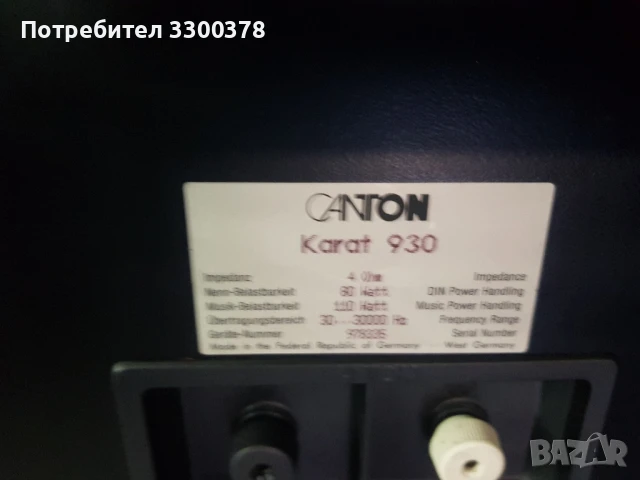 Потребител 3300378
CANTON
Karat 930
Impedanz 4 Ohm Impedance
Nenn-Belastbarkeit 80 Watt DIN Power Handling
Musik-Belastbarkeit 110 Watt Music Power Handling
Übertragungsbereich 30...30000 Hz Frequency Range
Geräte-Nummer Serial Number
Made in the Federal Republic of Germany West Germany
BAZAR